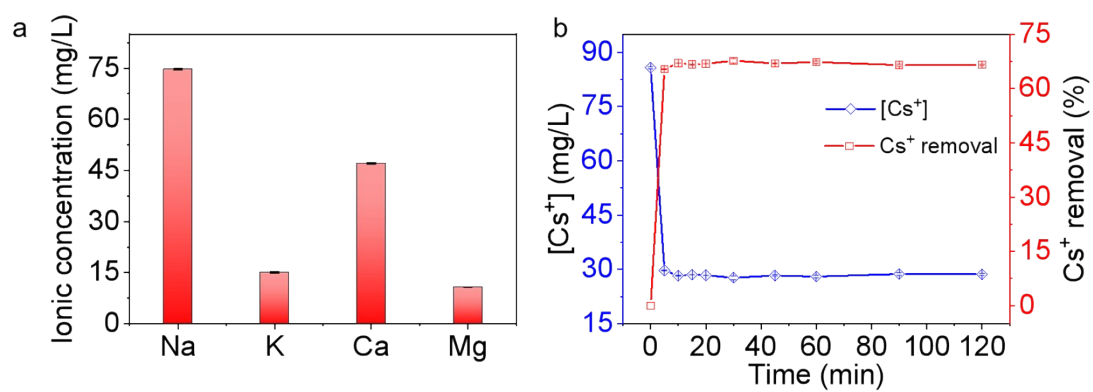 a
Ionic concentration (mg/L)
75
60
45
30
15
0
Na
K
Ca
Mg
b
[Cs⁺] (mg/L)
90
75
60
45
30
15
[Cs⁺]
Cs⁺ removal
75
60
45
30
15
0
Cs⁺ removal (%)
0
20
40
60
80
100
120
Time (min)